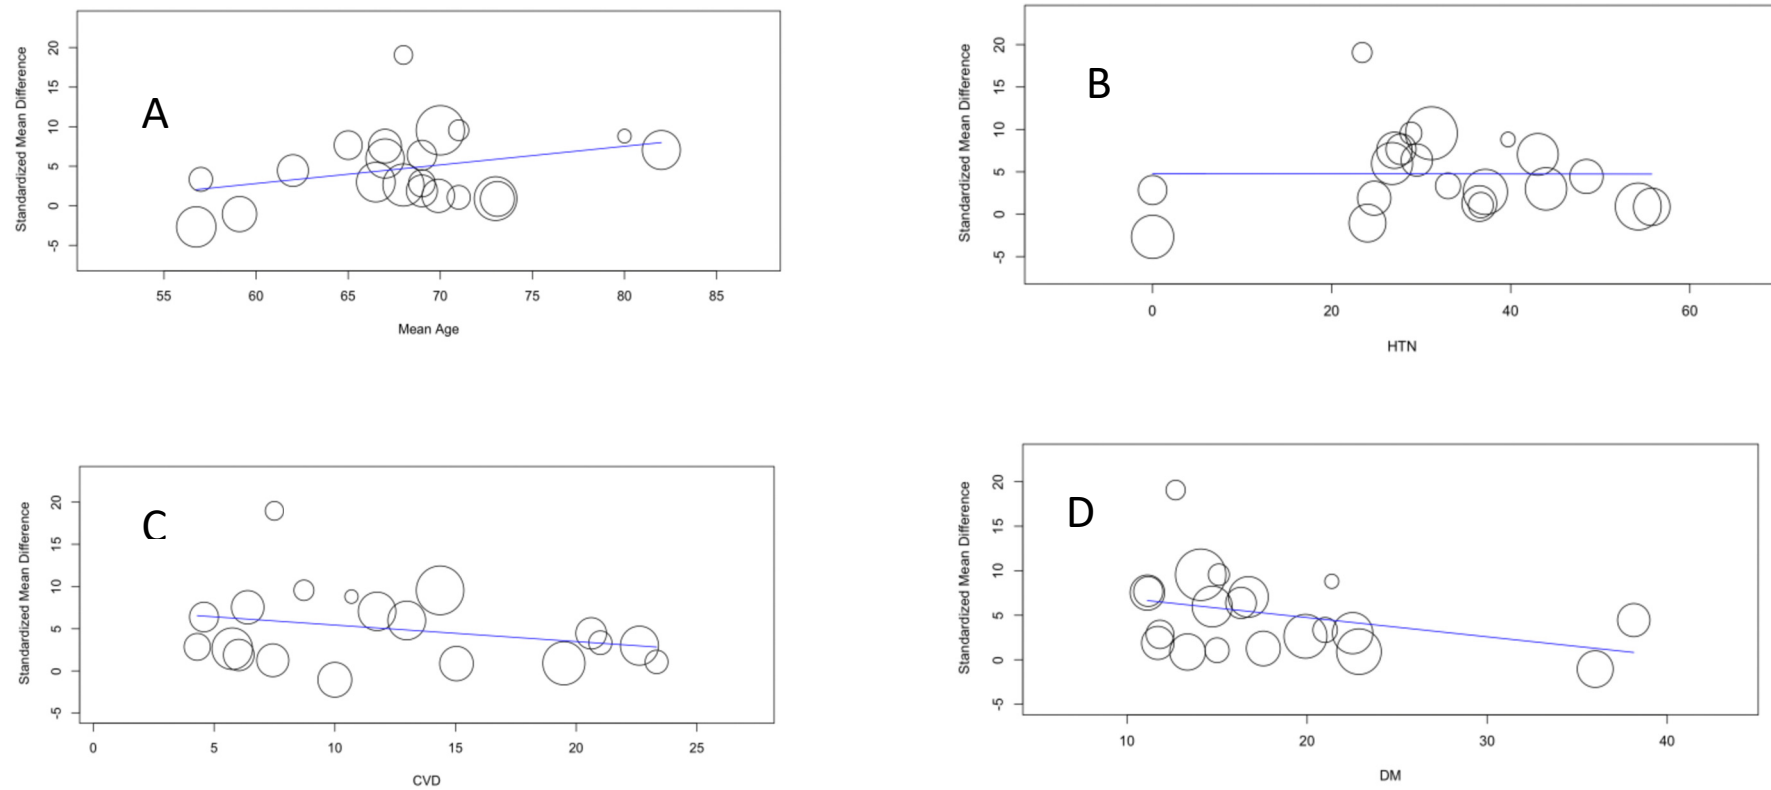 A
Standardized Mean Difference
-5 0 5 10 15 20
55 60 65 70 75 80 85
Mean Age
B
Standardized Mean Difference
-5 0 5 10 15 20
0 20 40 60
HTN
C
Standardized Mean Difference
-5 0 5 10 15 20
0 5 10 15 20 25
CVD
D
Standardized Mean Difference
-5 0 5 10 15 20
10 20 30 40
DM